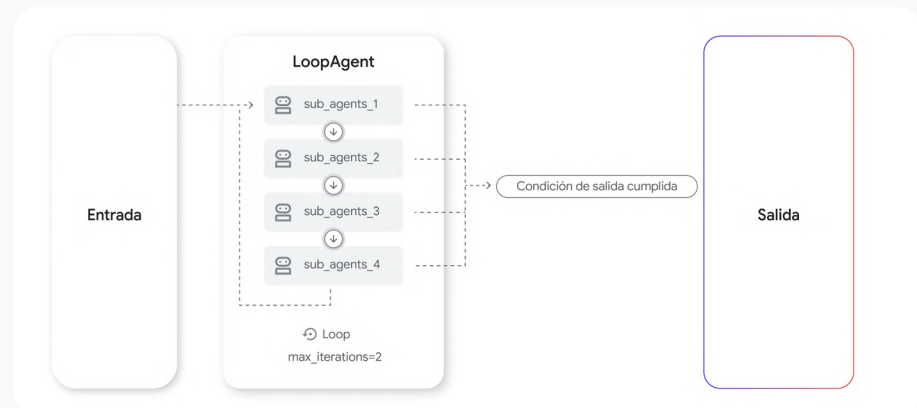 LoopAgent
sub_agents_1
sub_agents_2
sub_agents_3
sub_agents_4
Loop
max_iterations=2
Entrada
Condición de salida cumplida
Salida